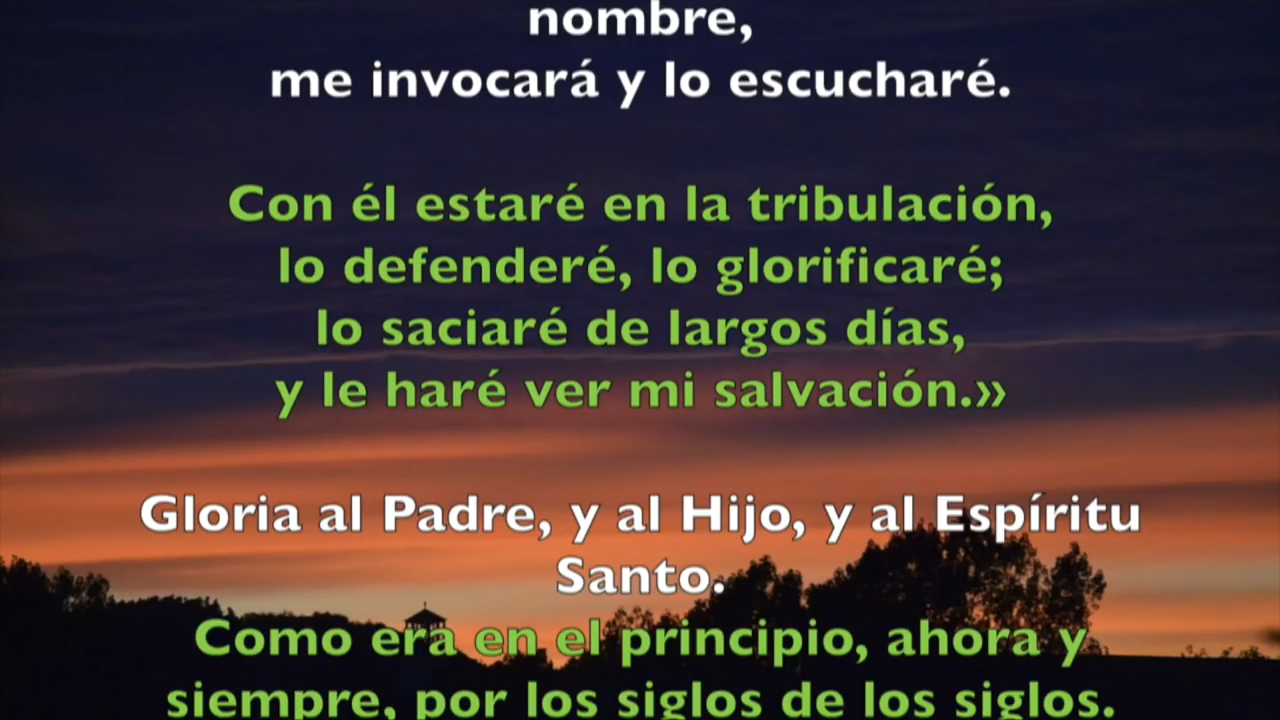 nombre,
me invocará y lo escucharé.
Con él estaré en la tribulación,
lo defenderé, lo glorificaré;
lo saciaré de largos días,
y le haré ver mi salvación.»
Gloria al Padre, y al Hijo, y al Espíritu
Santo.
Como era en el principio, ahora y
siempre, por los siglos de los siglos.